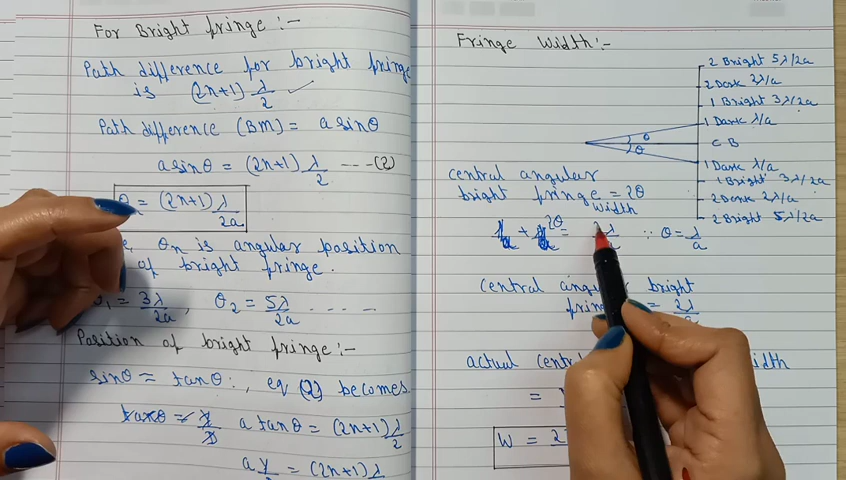 For Bright fringe :-
Path difference for bright fringe
is (2n+1) λ/2 ✓
Path difference (BM) = a sinθ
a sinθ = (2n+1) λ/2 ---(2)
= (2n+1) λ/2a
θn is angular position
of bright fringe.
= 3λ/2a , θ2 = 5λ/2a . . . . .
Position of bright fringe :-
sinθ ≈ tanθ :, eq (2) becomes
a tanθ = (2n+1) λ/2
a y = (2n+1) λ
Fringe Width :-
2 Bright 5λ/2a
2 Dark 2λ/a
1 Bright 3λ/2a
1 Dark λ/a
θ
C B
θ
1 Dark λ/a
1 Bright 3λ/2a
2 Dark 2λ/a
2 Bright 5λ/2a
central angular
bright fringe = 2θ
width
2θ = λ ∵ θ = λ/a
central bright
= 2λ/a
actual
=
W = 2